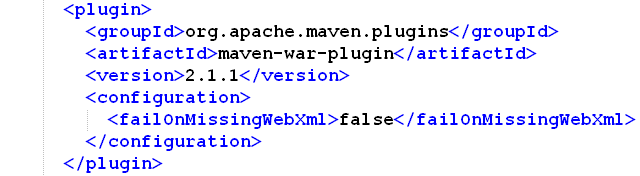 <plugin>
<groupId>org.apache.maven.plugins</groupId>
<artifactId>maven-war-plugin</artifactId>
<version>2.1.1</version>
<configuration>
<failOnMissingWebXml>false</failOnMissingWebXml>
</configuration>
</plugin>